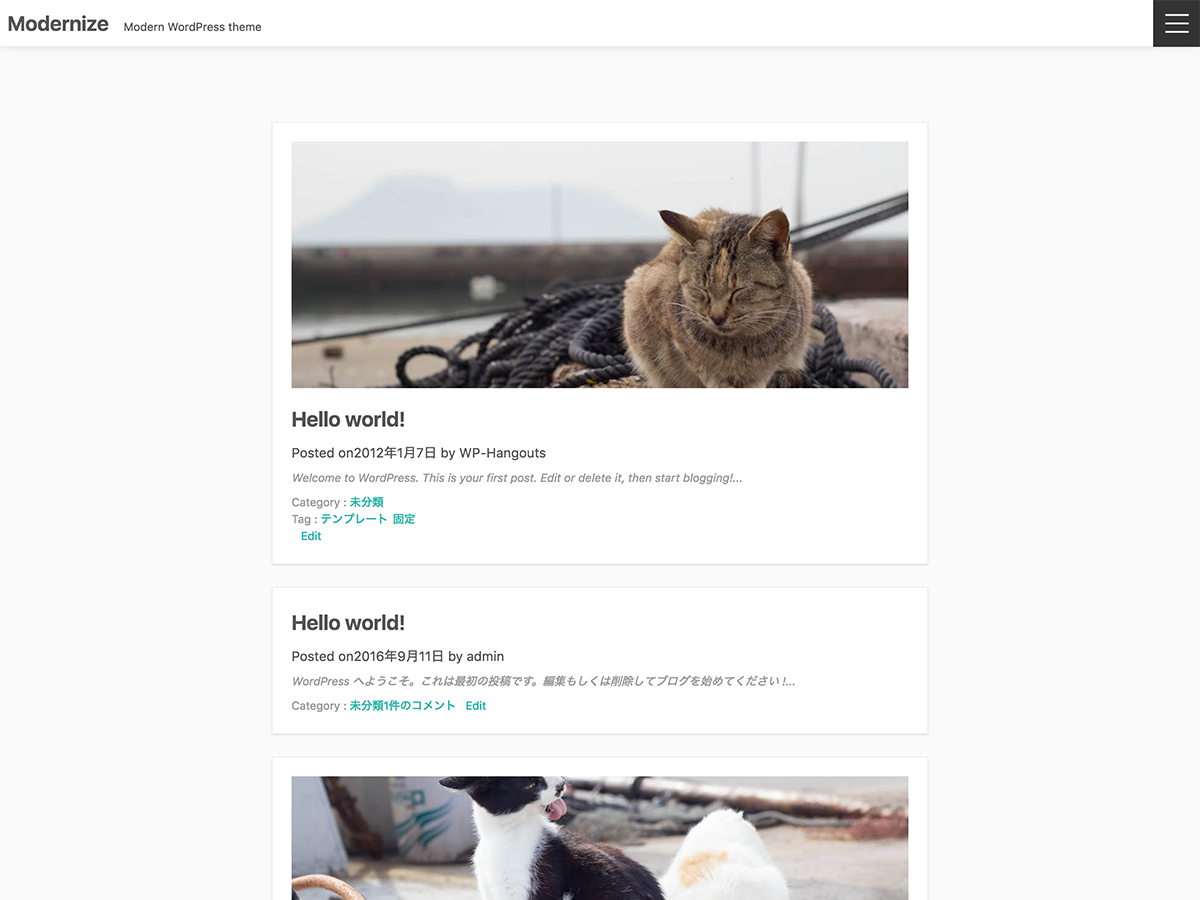 Modernize Modern WordPress theme
Hello world!
Posted on2012年1月7日 by WP-Hangouts
Welcome to WordPress. This is your first post. Edit or delete it, then start blogging!...
Category : 未分類
Tag : テンプレート 固定
Edit
Hello world!
Posted on2016年9月11日 by admin
WordPress へようこそ。これは最初の投稿です。編集もしくは削除してブログを始めてください !...
Category : 未分類1件のコメント Edit